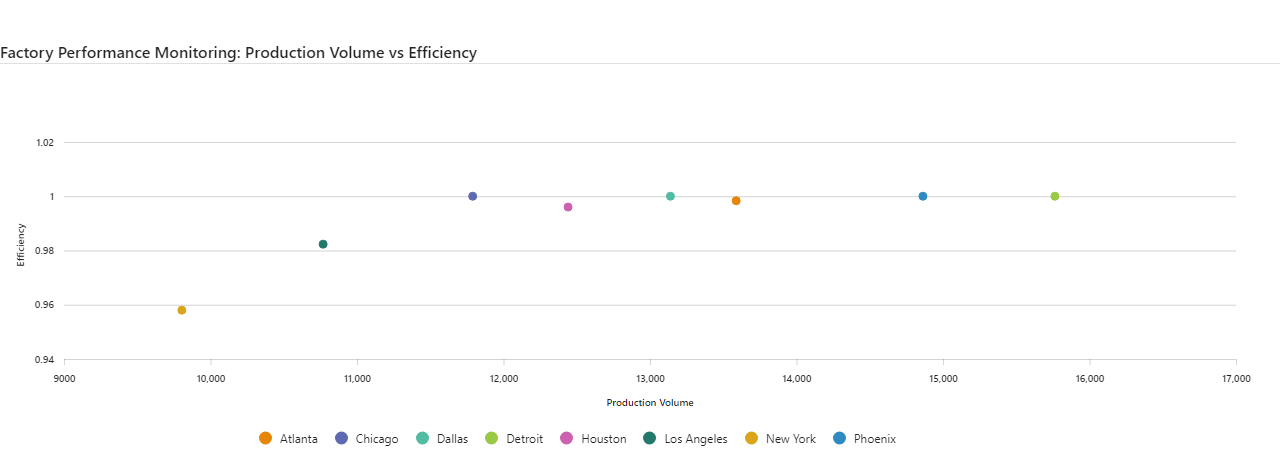 Factory Performance Monitoring: Production Volume vs Efficiency
1.02
1
0.98
0.96
0.94
Efficiency
9000 10,000 11,000 12,000 13,000 14,000 15,000 16,000 17,000
Production Volume
Atlanta Chicago Dallas Detroit Houston Los Angeles New York Phoenix